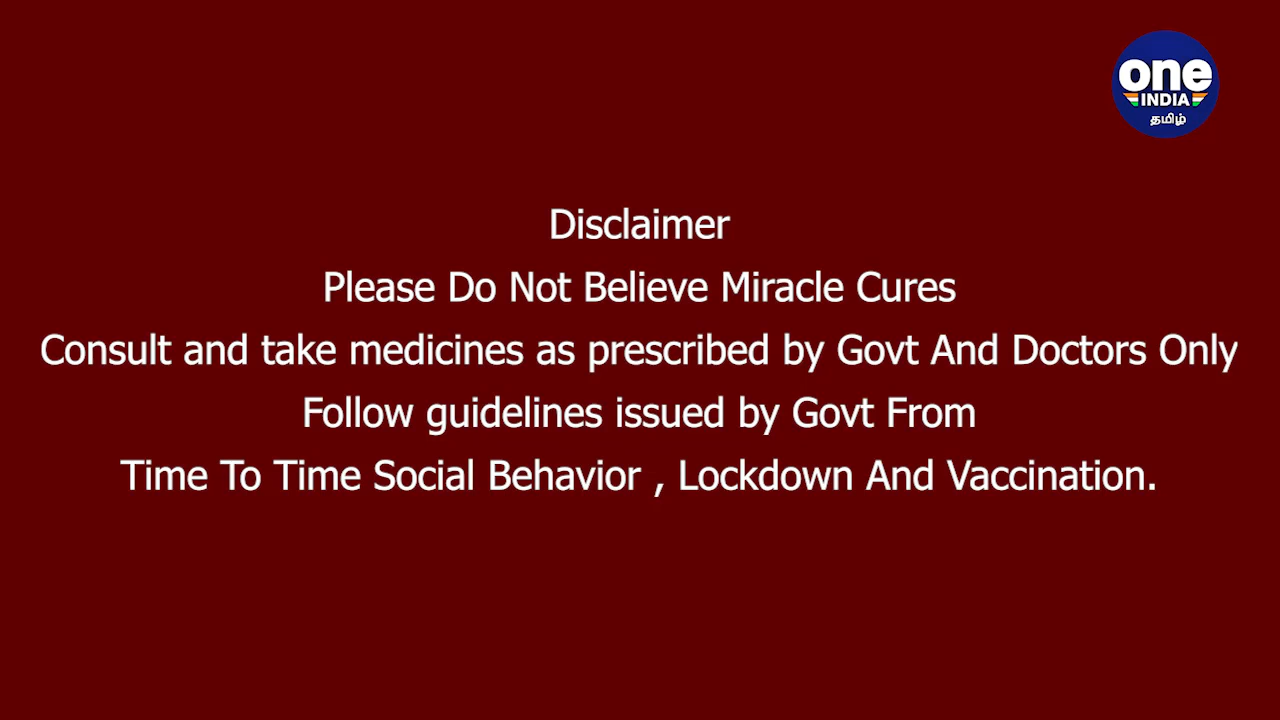 one
INDIA
தமிழ்
Disclaimer
Please Do Not Believe Miracle Cures
Consult and take medicines as prescribed by Govt And Doctors Only
Follow guidelines issued by Govt From
Time To Time Social Behavior , Lockdown And Vaccination.